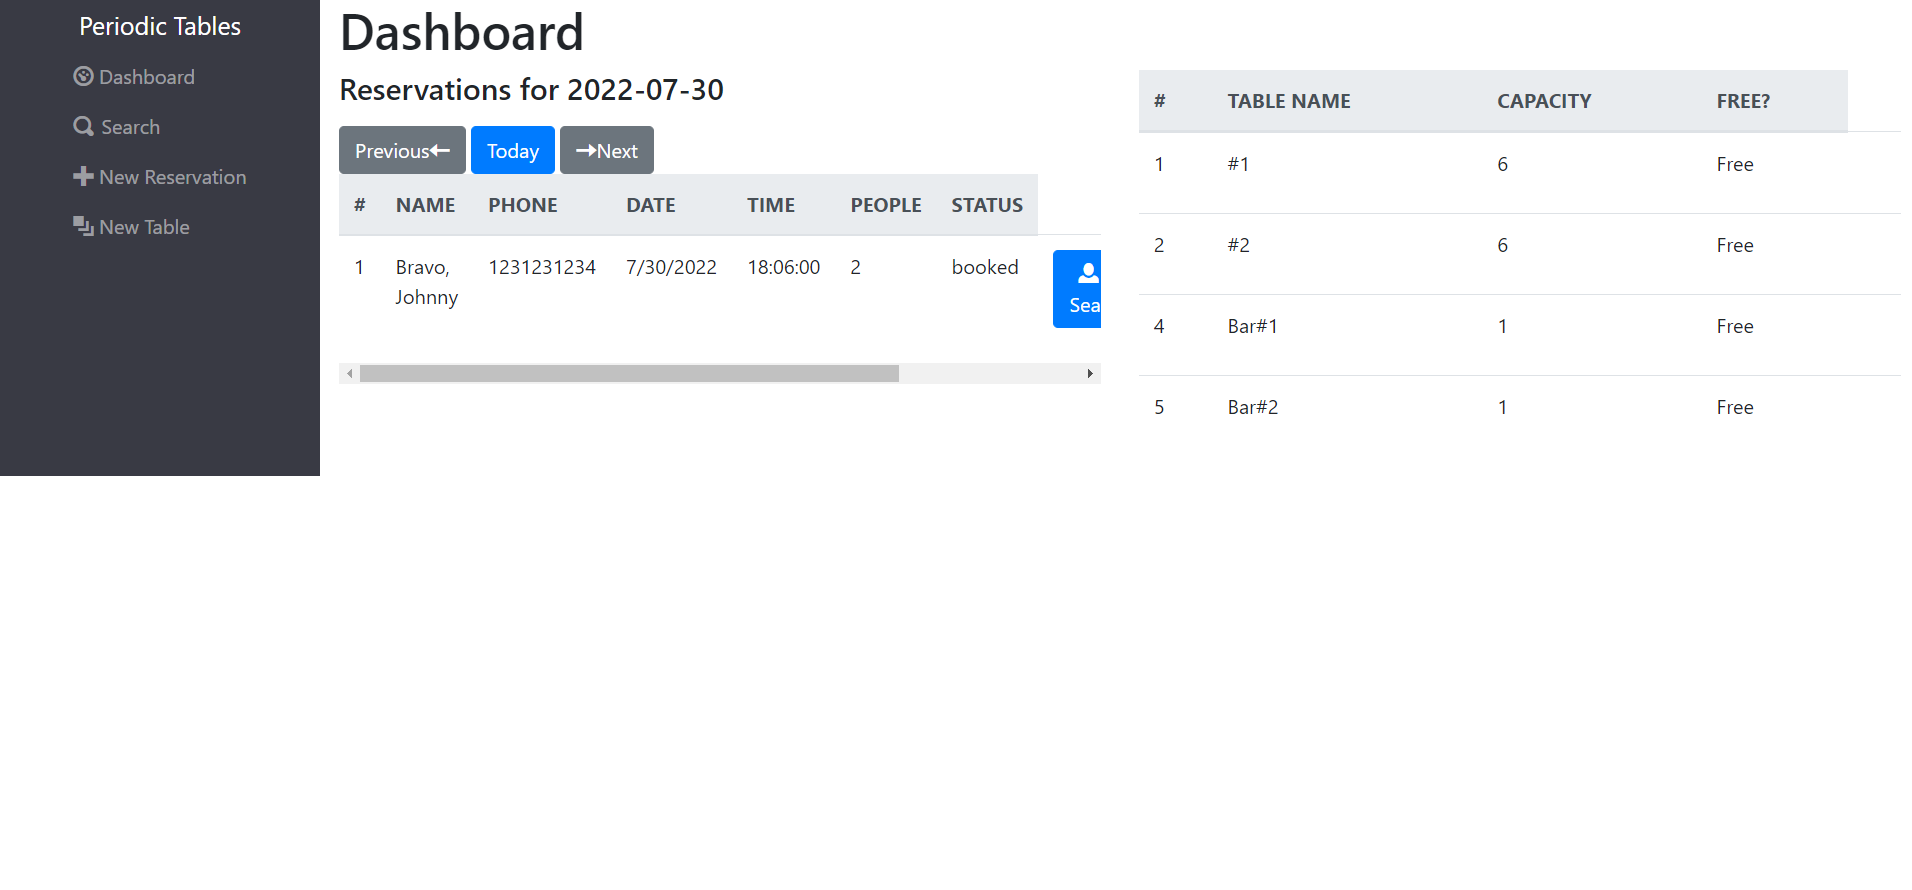 Periodic Tables
Dashboard
Search
New Reservation
New Table
Dashboard
Reservations for 2022-07-30
Previous Today Next
# NAME PHONE DATE TIME PEOPLE STATUS
1 Bravo, Johnny 1231231234 7/30/2022 18:06:00 2 booked Sea
# TABLE NAME CAPACITY FREE?
1 #1 6 Free
2 #2 6 Free
4 Bar#1 1 Free
5 Bar#2 1 Free